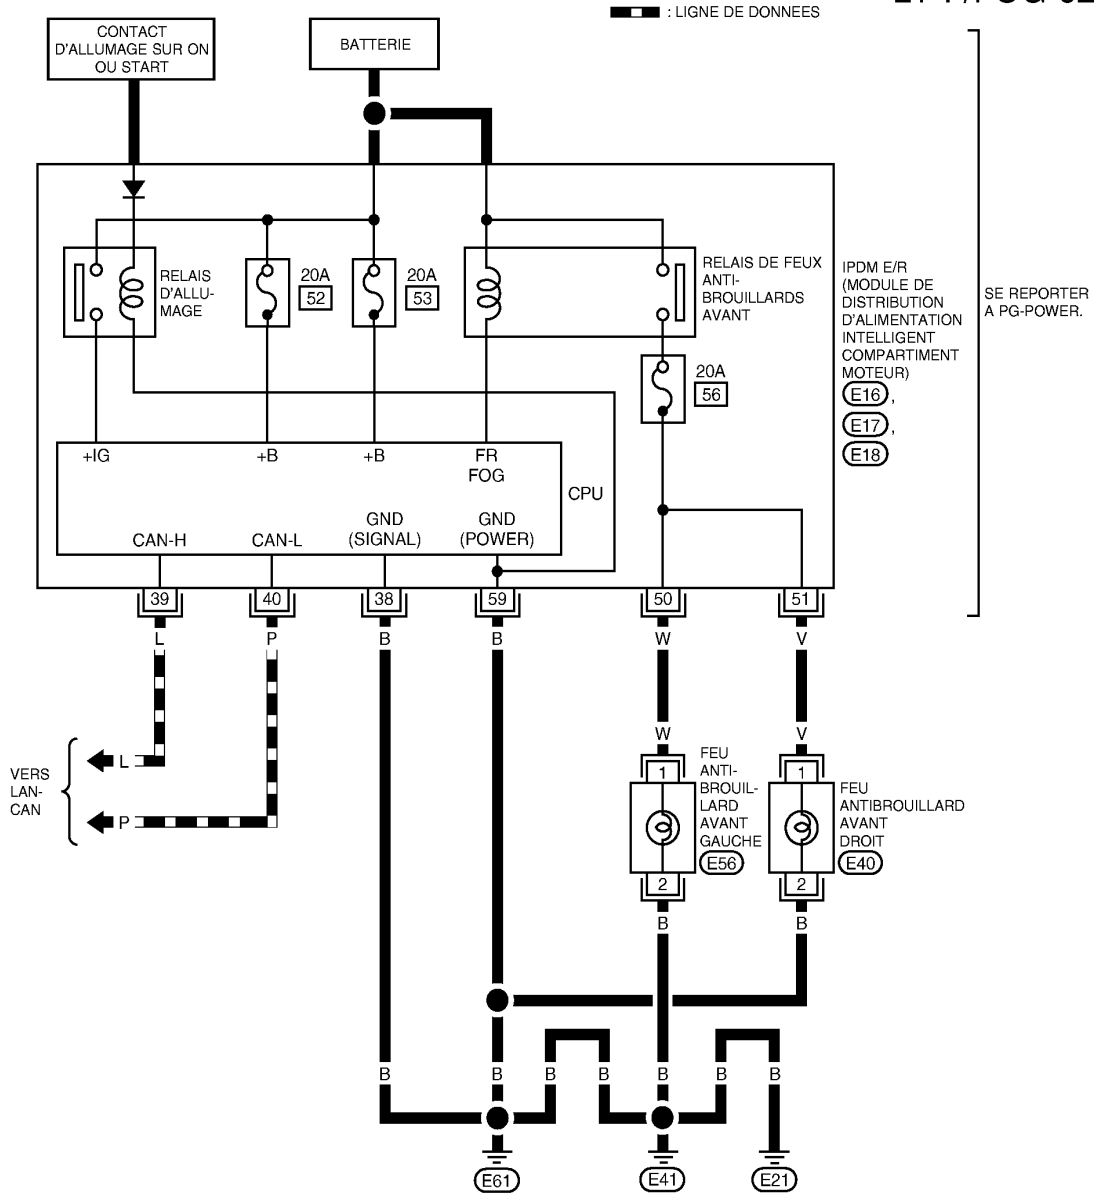 : LIGNE DE DONNEES
CONTACT
D'ALLUMAGE SUR ON
OU START
BATTERIE
RELAIS
D'ALLU-
MAGE
20A
52
20A
53
RELAIS DE FEUX
ANTI-
BROUILLARDS
AVANT
20A
56
IPDM E/R
(MODULE DE
DISTRIBUTION
D'ALIMENTATION
INTELLIGENT
COMPARTIMENT
MOTEUR)
E16 ,
E17 ,
E18
SE REPORTER
A PG-POWER.
+IG
+B
+B
FR
FOG
CPU
CAN-H
CAN-L
GND
(SIGNAL)
GND
(POWER)
39
40
38
59
50
51
L
P
B
B
W
V
W
V
VERS
LAN-
CAN
L
P
1
FEU
ANTI-
BROUIL-
LARD
AVANT
GAUCHE
E56
2
1
FEU
ANTIBROUILLARD
AVANT
DROIT
E40
2
B
B
B
B
B
B
B
B
B
E61
E41
E21